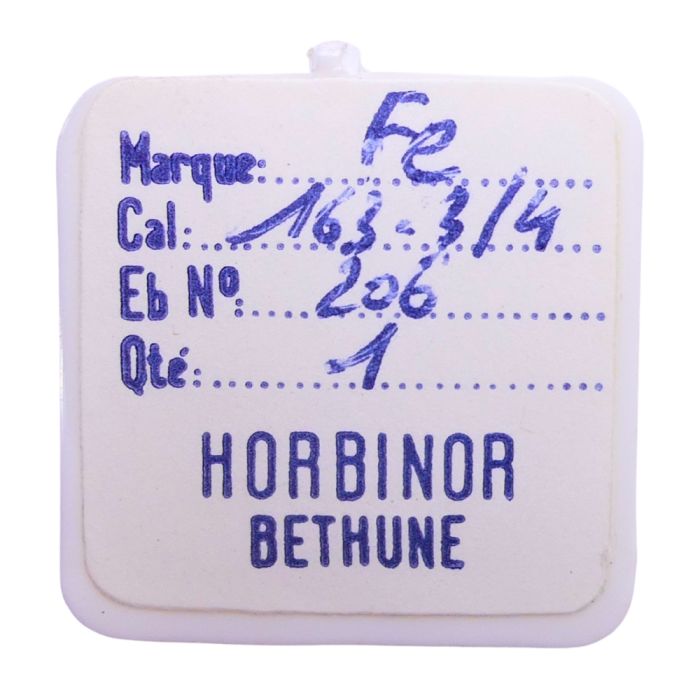 Marque: Fe
Cal: 163-3/4
Eb Nº: 206
Qté: 1
HORBINOR
BETHUNE